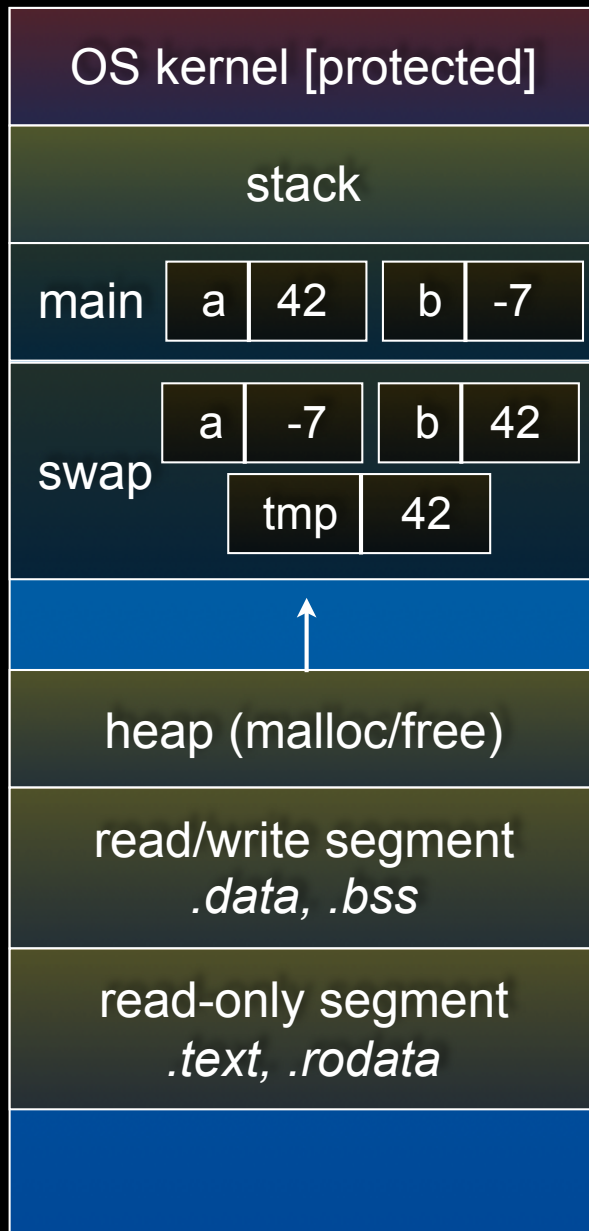 OS kernel [protected]
stack
main a 42 b -7
a -7 b 42
swap
tmp 42
heap (malloc/free)
read/write segment
.data, .bss
read-only segment
.text, .rodata